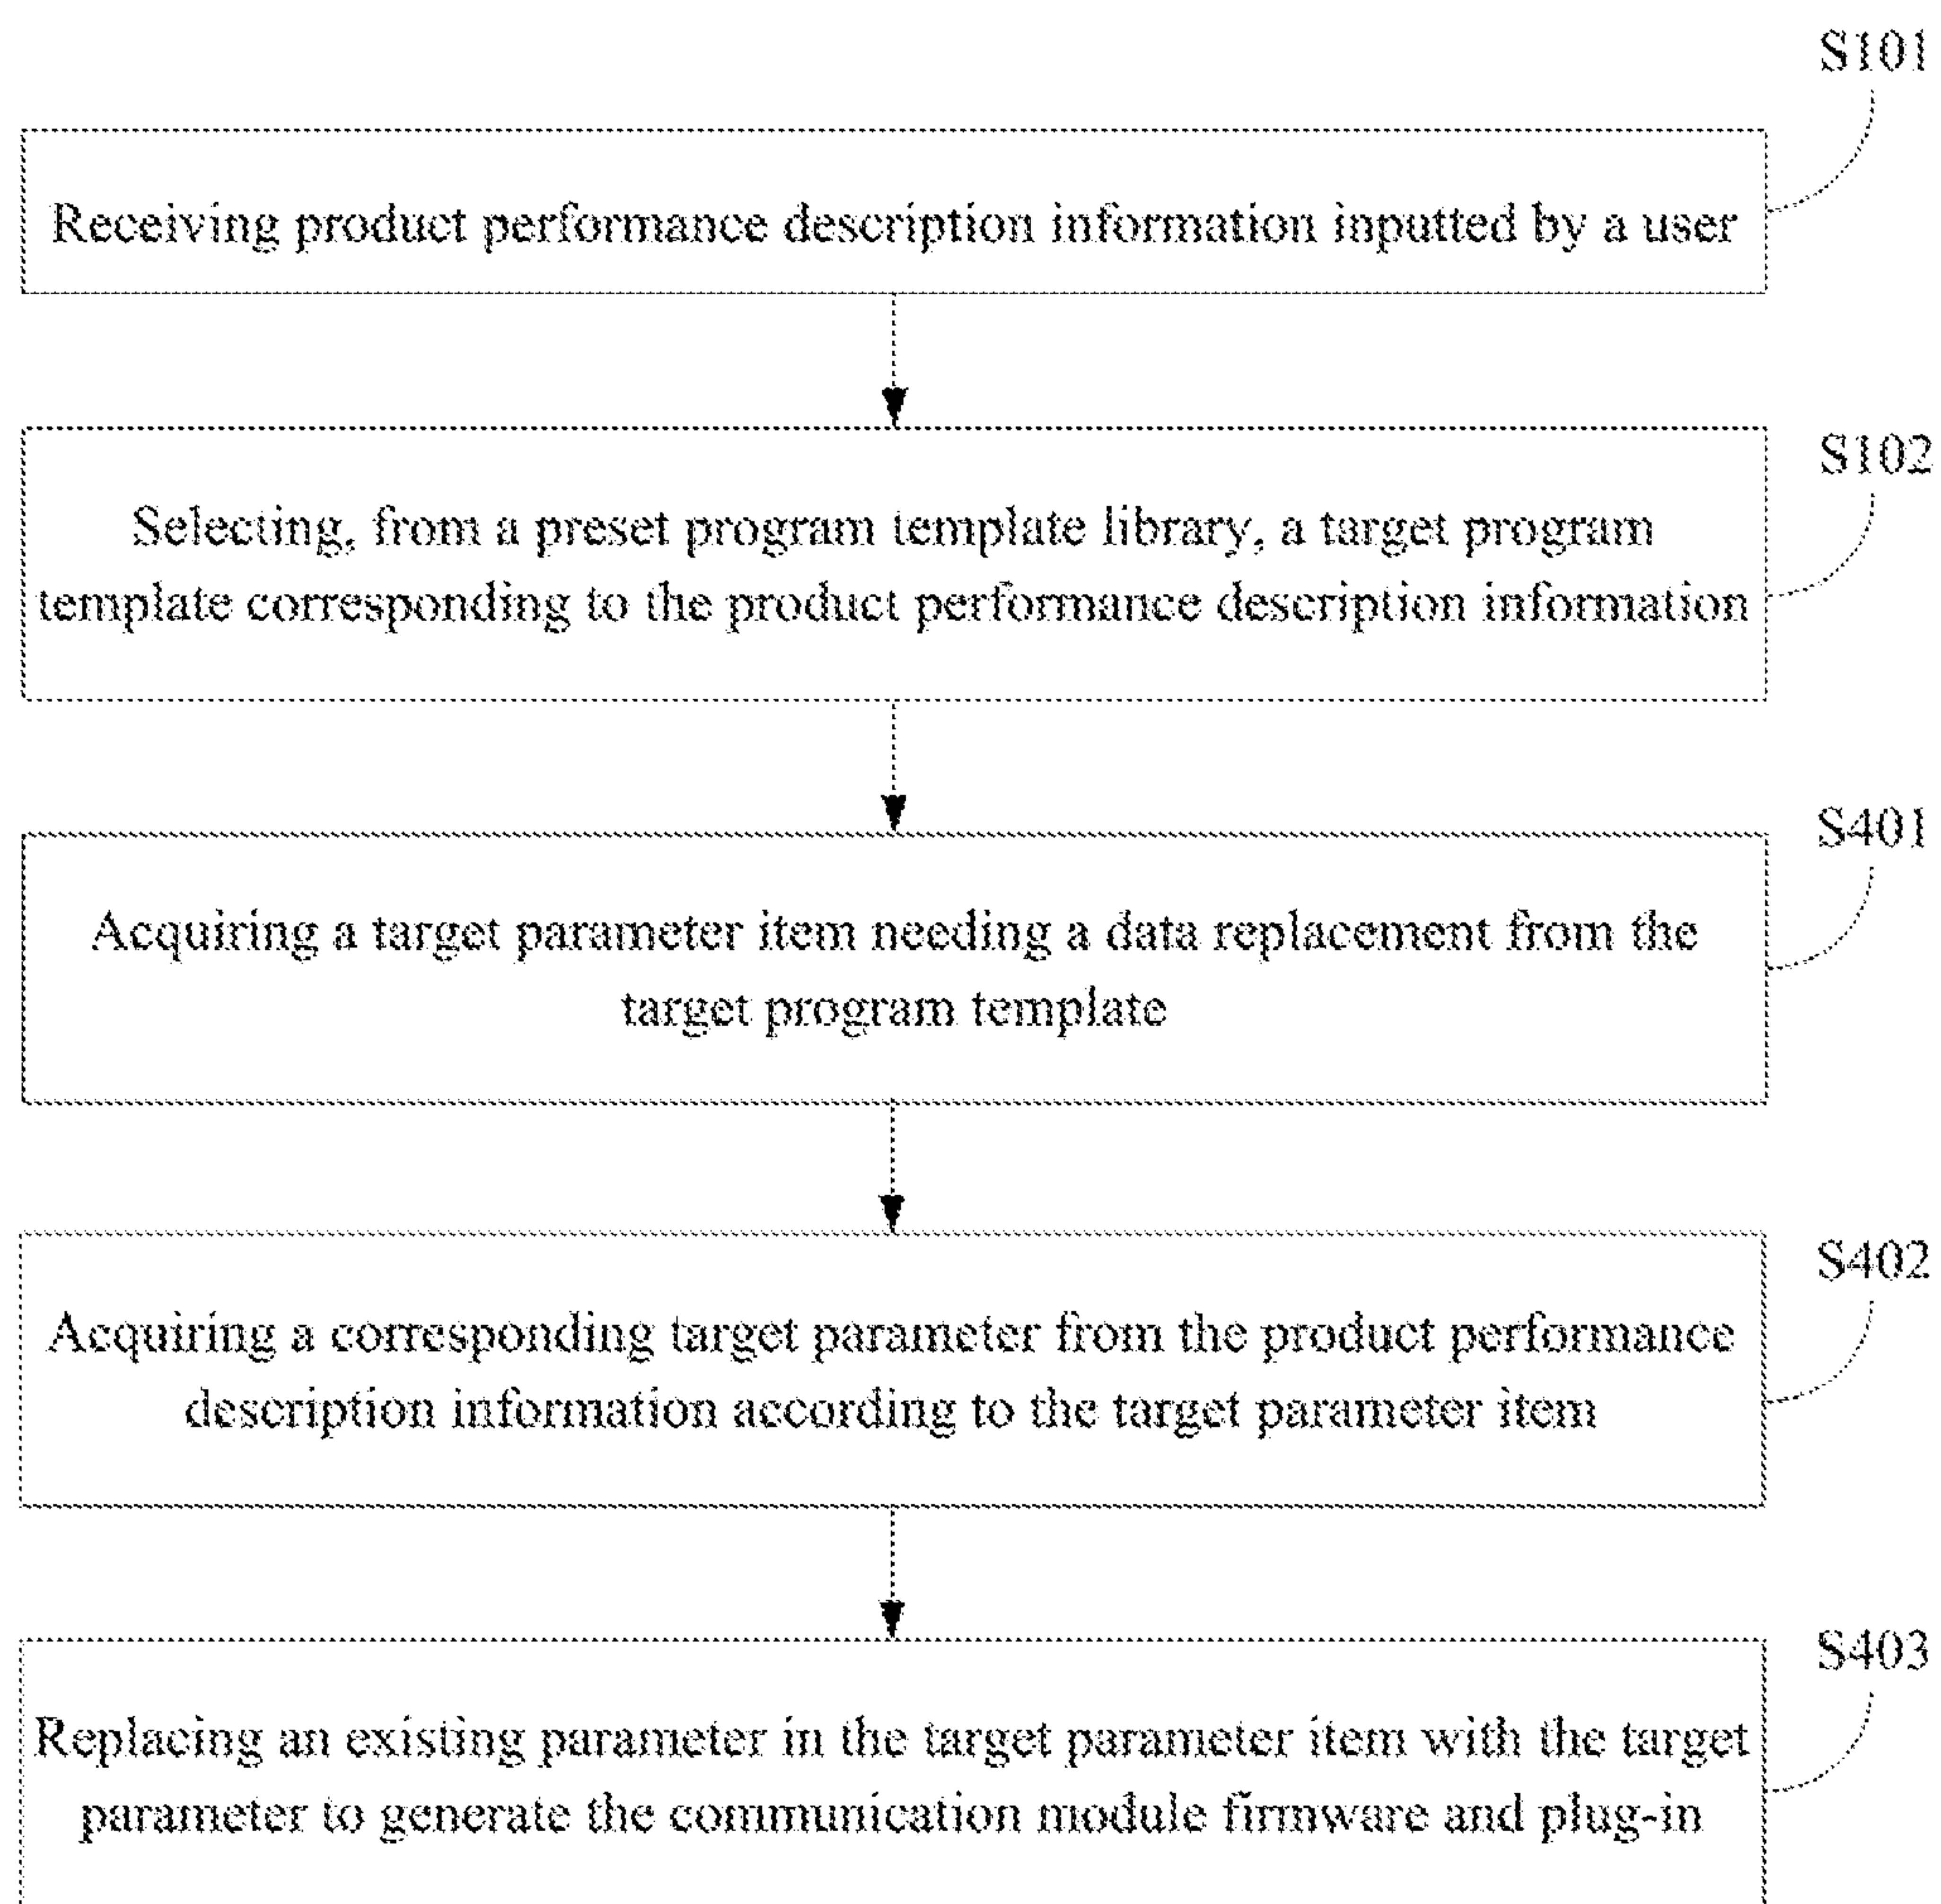 S101
Receiving product performance description information inputted by a user
S102
Selecting, from a preset program template library, a target program
template corresponding to the product performance description information
S401
Acquiring a target parameter item needing a data replacement from the
target program template
S402
Acquiring a corresponding target parameter from the product performance
description information according to the target parameter item
S403
Replacing an existing parameter in the target parameter item with the target
parameter to generate the communication module firmware and plug-in